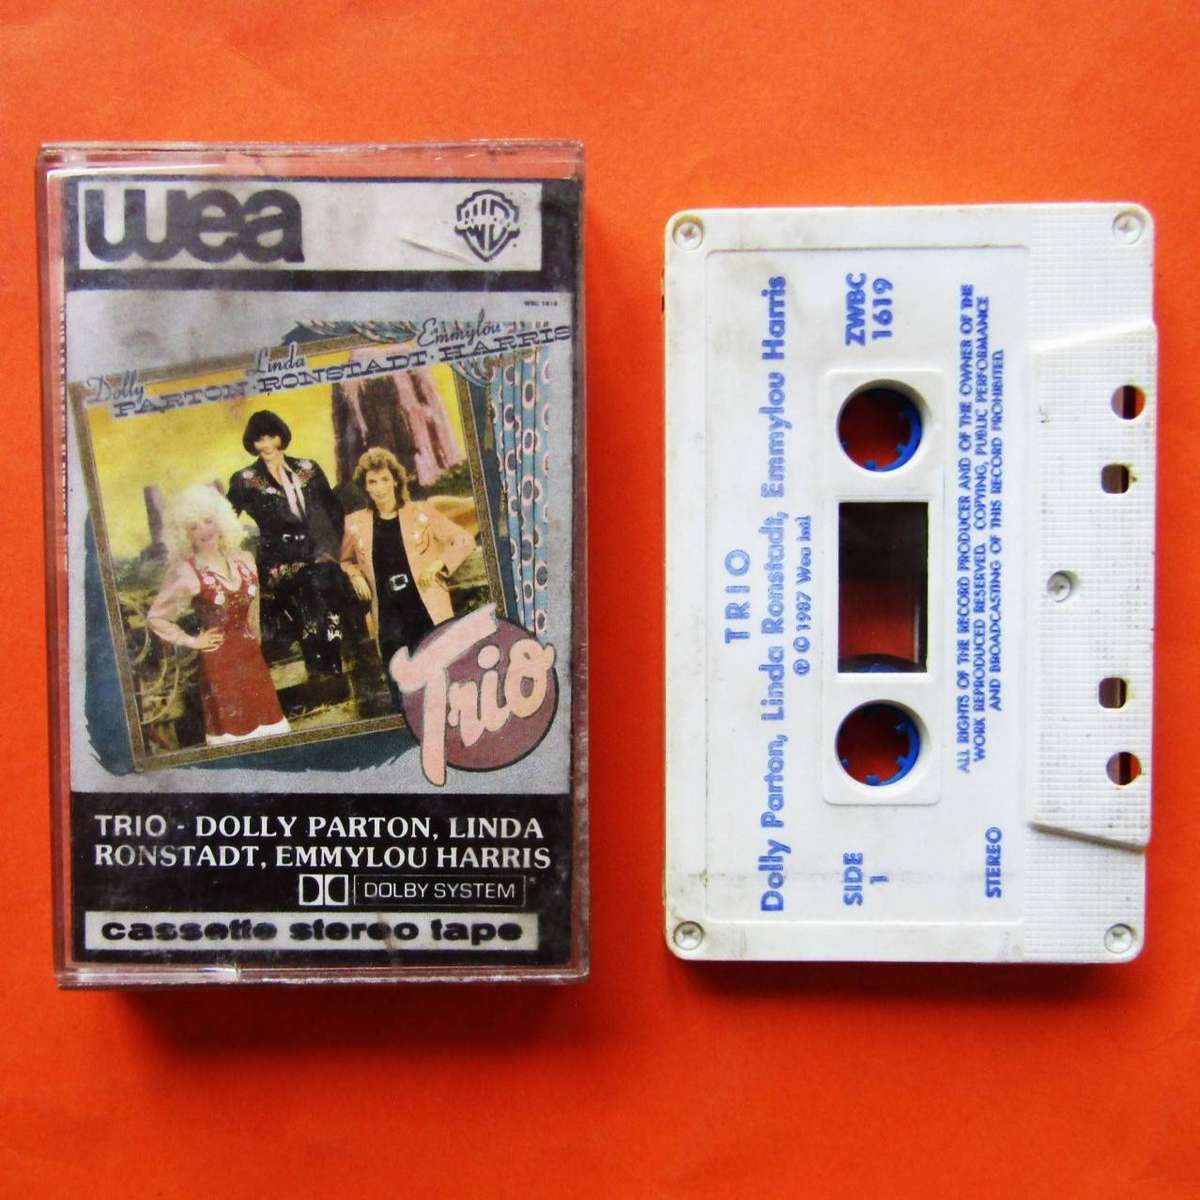 wea
WB
WBC 1619
Dolly Linda Emmylou
PARTON · RONSTADT · HARRIS
Trio
TRIO - DOLLY PARTON, LINDA
RONSTADT, EMMYLOU HARRIS
DOLBY SYSTEM
cassette stereo tape
TRIO
Dolly Parton, Linda Ronstadt, Emmylou Harris
℗ © 1987 Wea Intl
SIDE
1
ZWBC
1619
ALL RIGHTS OF THE RECORD PRODUCER AND OF THE OWNER OF THE
WORK REPRODUCED RESERVED. COPYING, PUBLIC PERFORMANCE
AND BROADCASTING OF THIS RECORD PROHIBITED.
STEREO